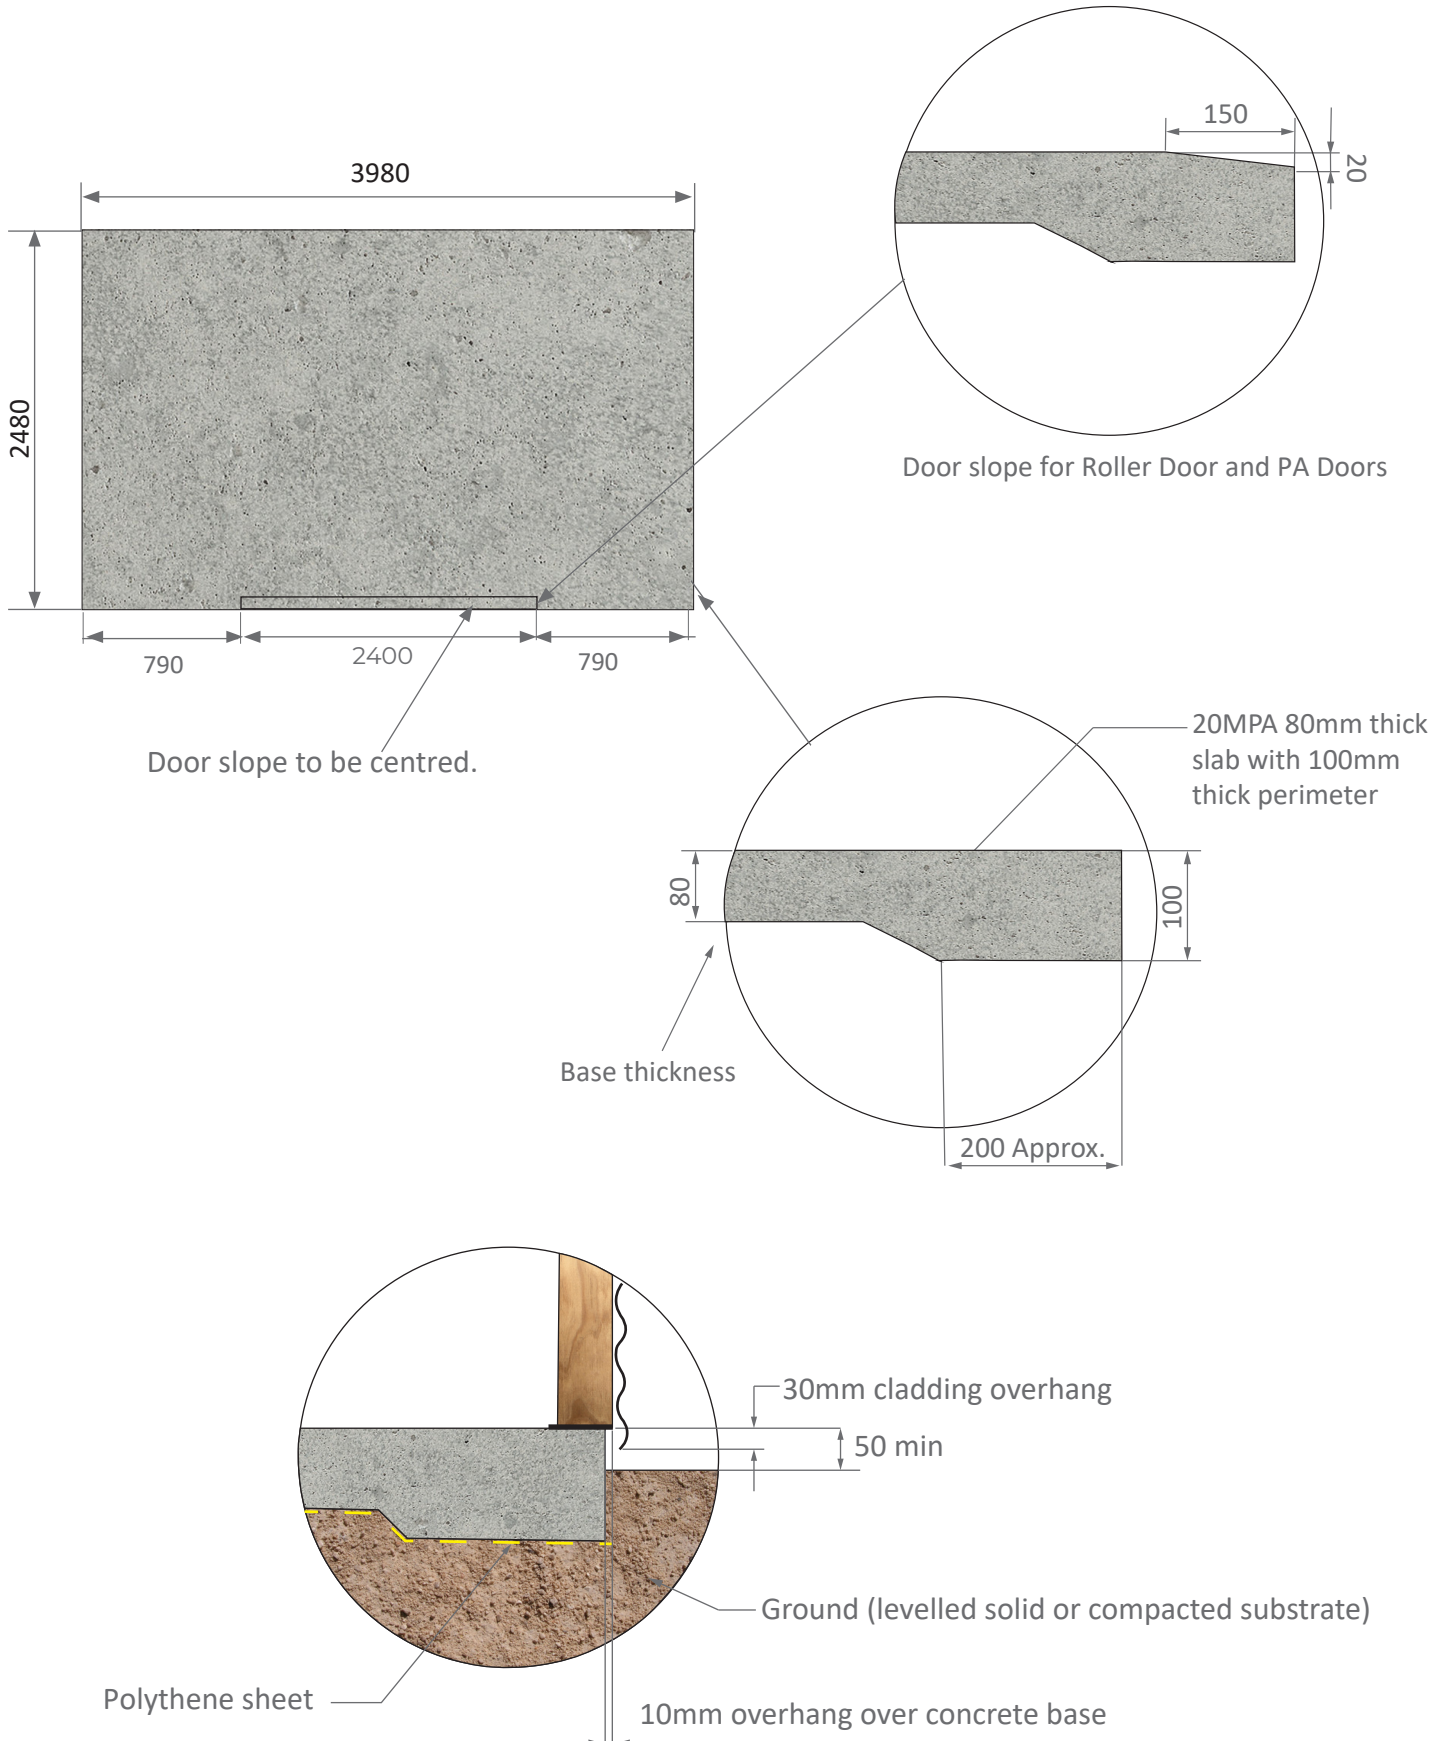 150
20
3980
2480
Door slope for Roller Door and PA Doors
790
2400
790
Door slope to be centred.
20MPA 80mm thick
slab with 100mm
thick perimeter
80
100
Base thickness
200 Approx.
30mm cladding overhang
50 min
Ground (levelled solid or compacted substrate)
Polythene sheet
10mm overhang over concrete base